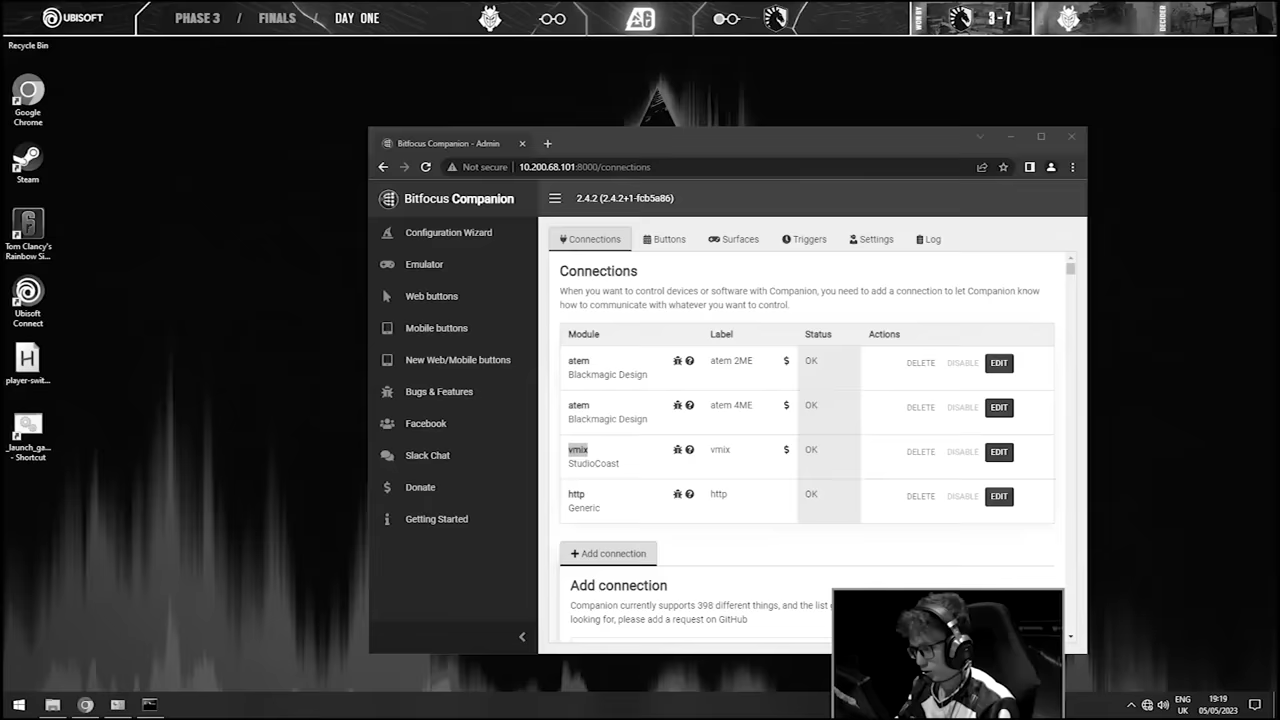 UBISOFT
PHASE 3 / FINALS / DAY ONE
WON BY
3-7
DECIDER
Recycle Bin
Google
Chrome
Steam
Tom Clancy's
Rainbow Si...
Ubisoft
Connect
player-swit...
_launch_ga...
- Shortcut
Bitfocus Companion - Admin
Not secure
10.200.68.101:8000/connections
Bitfocus Companion
2.4.2 (2.4.2+1-fcb5a86)
Configuration Wizard
Emulator
Web buttons
Mobile buttons
New Web/Mobile buttons
Bugs & Features
Facebook
Slack Chat
Donate
Getting Started
Connections Buttons Surfaces Triggers Settings Log
Connections
When you want to control devices or software with Companion, you need to add a connection to let Companion know
how to communicate with whatever you want to control.
Module Label Status Actions
atem atem 2ME $ OK DELETE DISABLE EDIT
Blackmagic Design
atem atem 4ME $ OK DELETE DISABLE EDIT
Blackmagic Design
vmix vmix $ OK DELETE DISABLE EDIT
StudioCoast
http http OK DELETE DISABLE EDIT
Generic
+ Add connection
Add connection
Companion currently supports 398 different things, and the list
looking for, please add a request on GitHub
ENG
UK
19:19
05/05/2023